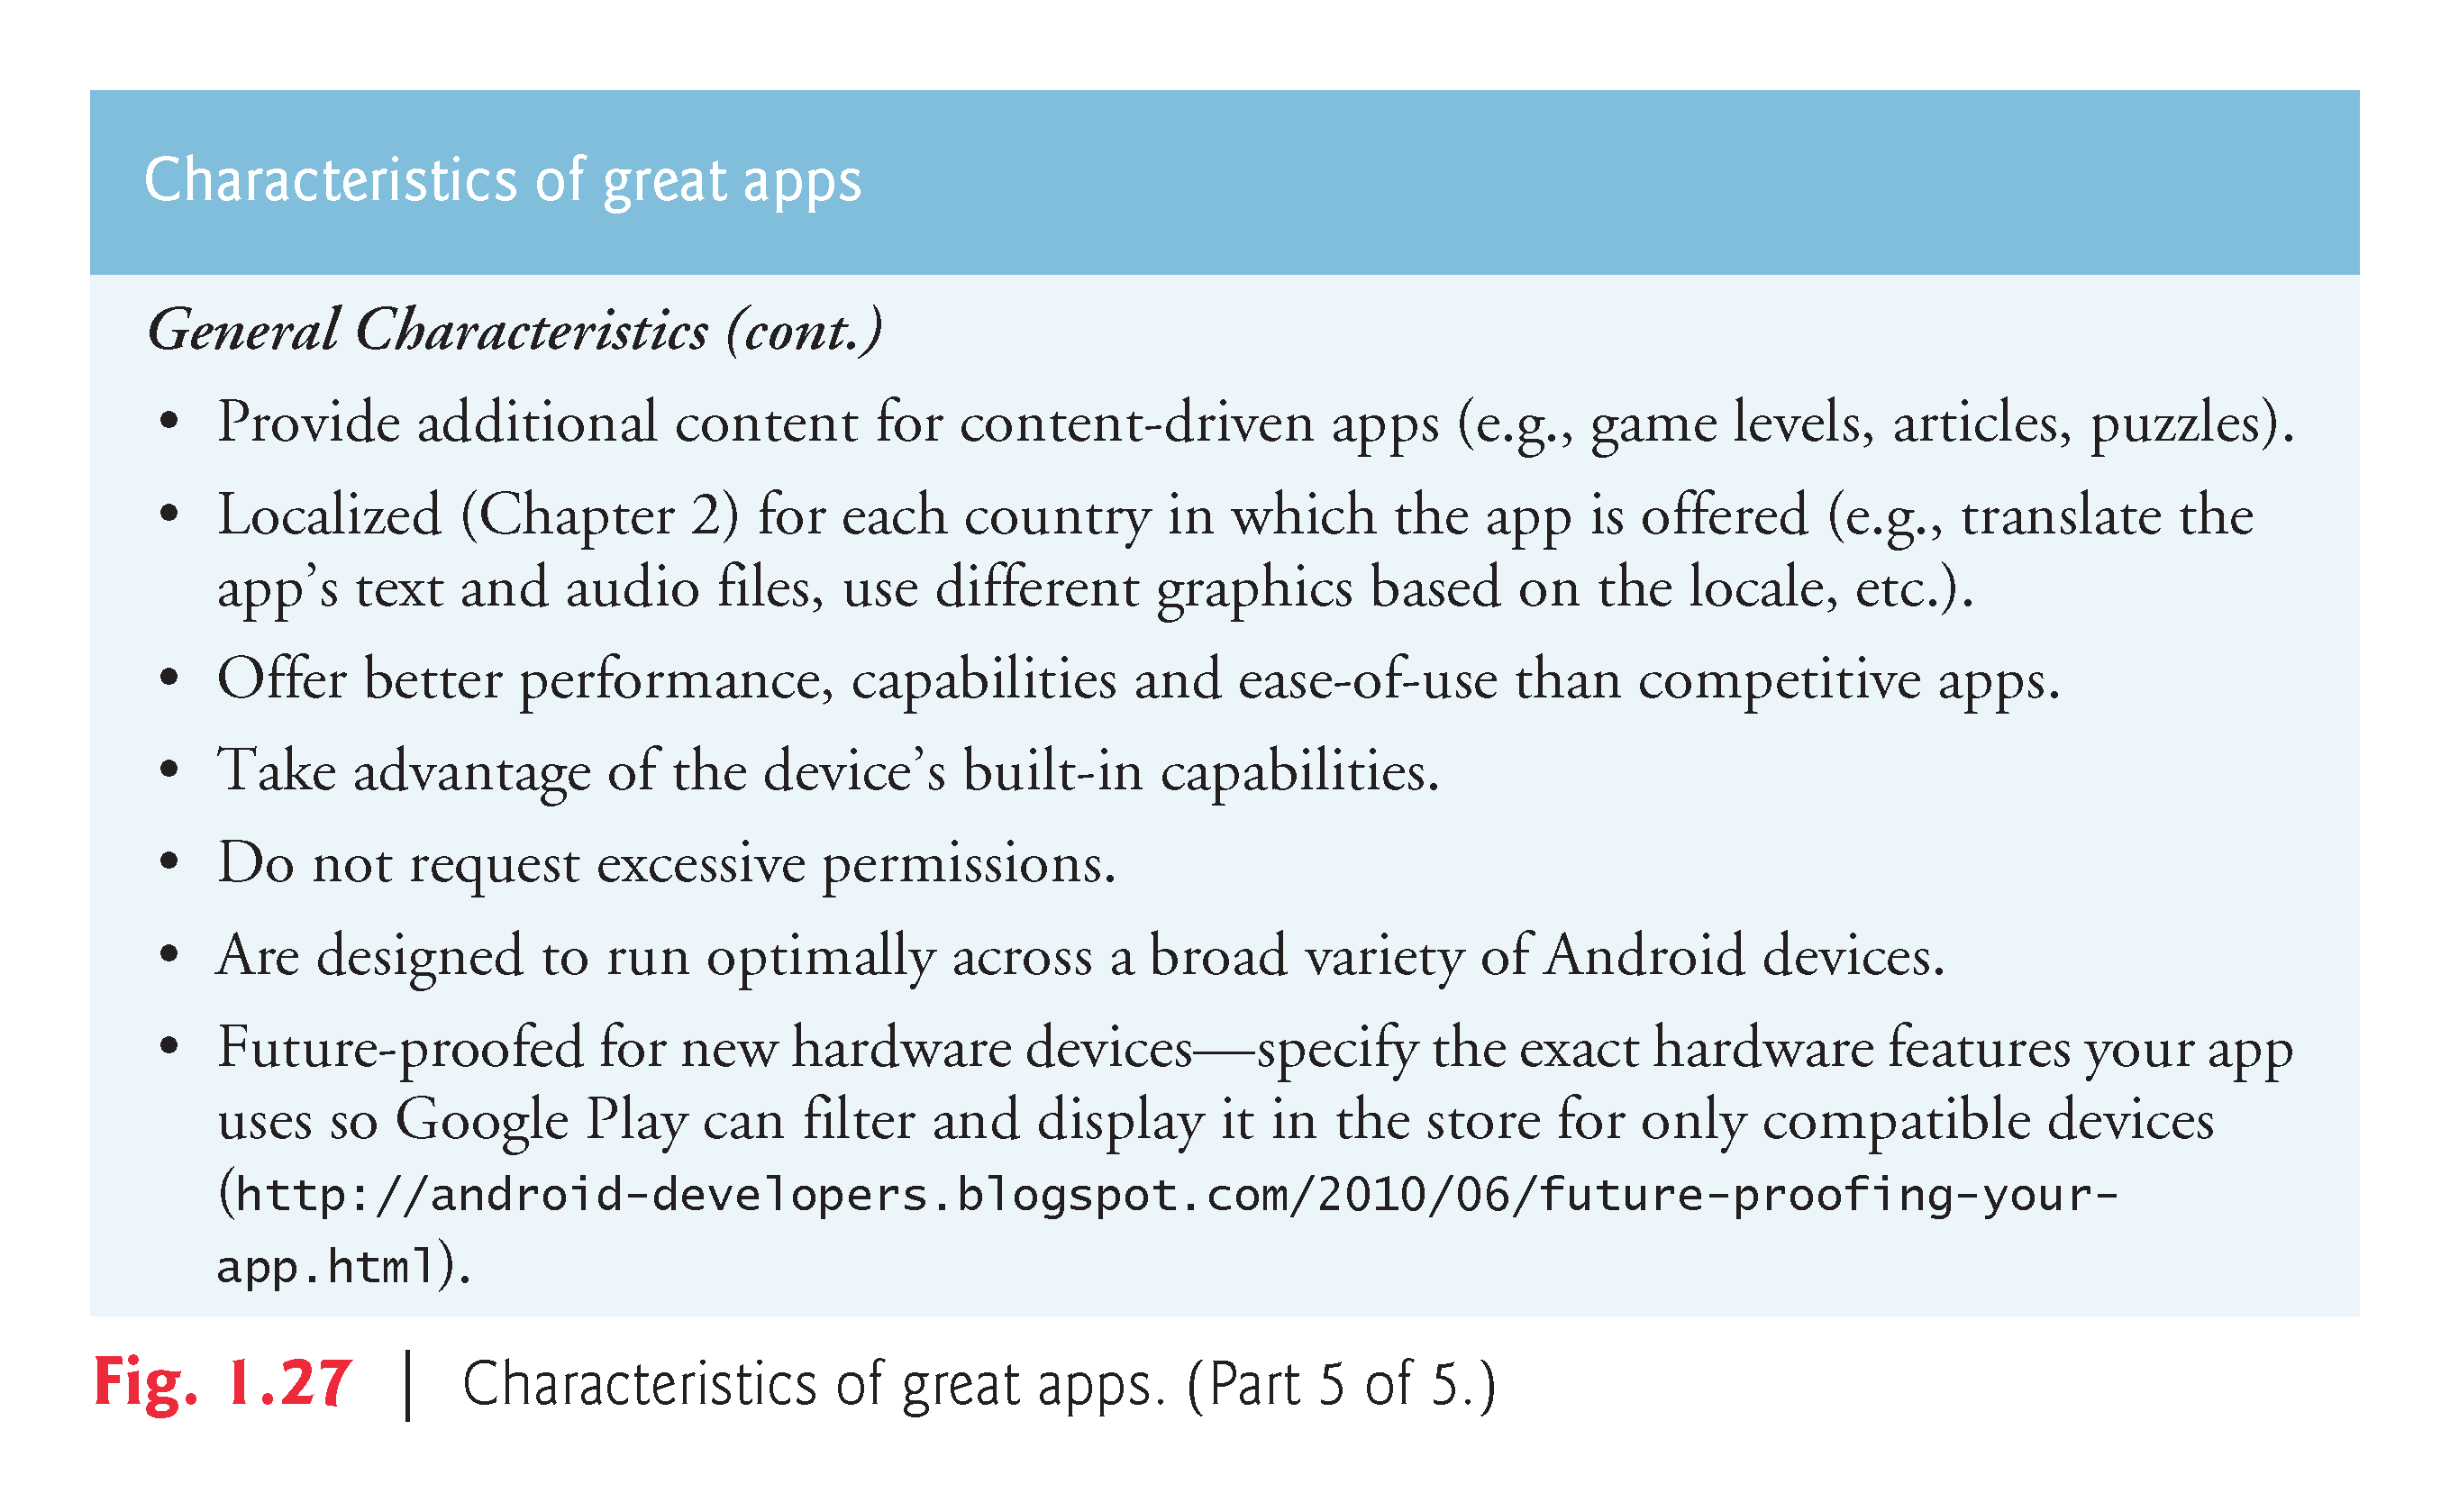 Characteristics of great apps
General Characteristics (cont.)
• Provide additional content for content-driven apps (e.g., game levels, articles, puzzles).
• Localized (Chapter 2) for each country in which the app is offered (e.g., translate the
app’s text and audio files, use different graphics based on the locale, etc.).
• Offer better performance, capabilities and ease-of-use than competitive apps.
• Take advantage of the device’s built-in capabilities.
• Do not request excessive permissions.
• Are designed to run optimally across a broad variety of Android devices.
• Future-proofed for new hardware devices—specify the exact hardware features your app
uses so Google Play can filter and display it in the store for only compatible devices
(http://android-developers.blogspot.com/2010/06/future-proofing-your-
app.html).
Fig. 1.27 | Characteristics of great apps. (Part 5 of 5.)